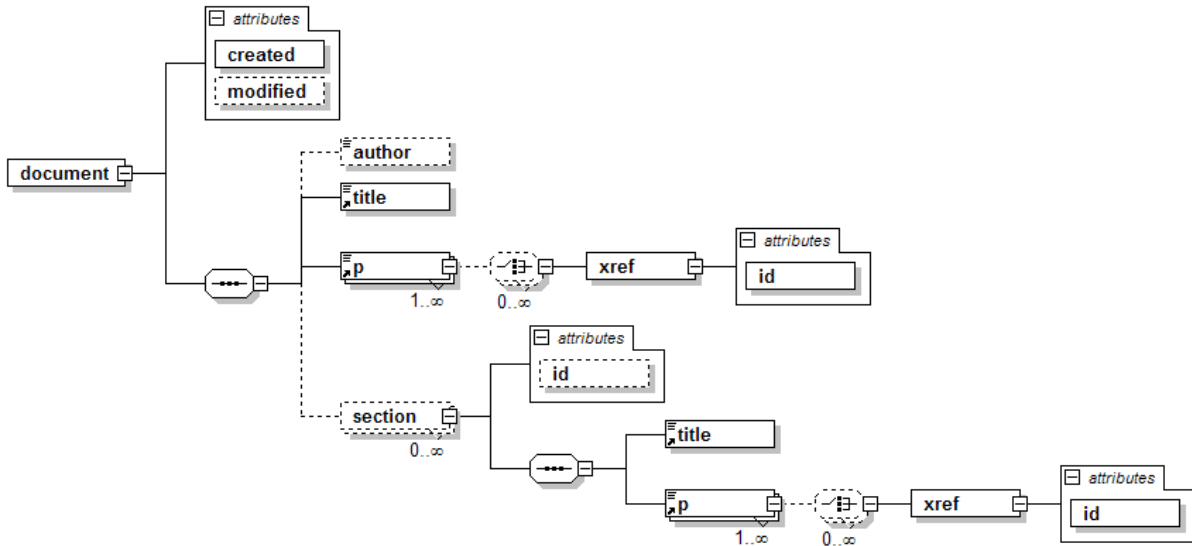 attributes
created
modified
document
author
title
p
1..∞
0..∞
xref
attributes
id
section
0..∞
attributes
id
title
p
1..∞
0..∞
xref
attributes
id